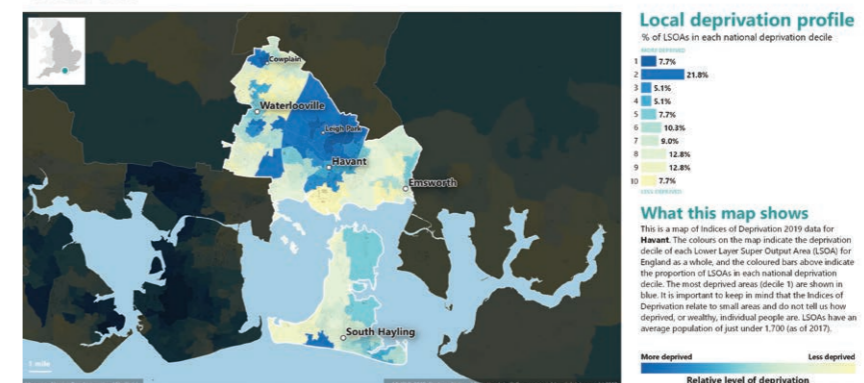 Cowplain
Waterlooville
Leigh Park
Havant
Emsworth
South Hayling
1 mile
Local deprivation profile
% of LSOAs in each national deprivation decile
MORE DEPRIVED
1 7.7%
2 21.8%
3 5.1%
4 5.1%
5 7.7%
6 10.3%
7 9.0%
8 12.8%
9 12.8%
10 7.7%
LESS DEPRIVED
What this map shows
This is a map of Indices of Deprivation 2019 data for
Havant. The colours on the map indicate the deprivation
decile of each Lower Layer Super Output Area (LSOA) for
England as a whole, and the coloured bars above indicate
the proportion of LSOAs in each national deprivation
decile. The most deprived areas (decile 1) are shown in
blue. It is important to keep in mind that the Indices of
Deprivation relate to small areas and do not tell us how
deprived, or wealthy, individual people are. LSOAs have an
average population of just under 1,700 (as of 2017).
More deprived Less deprived
Relative level of deprivation